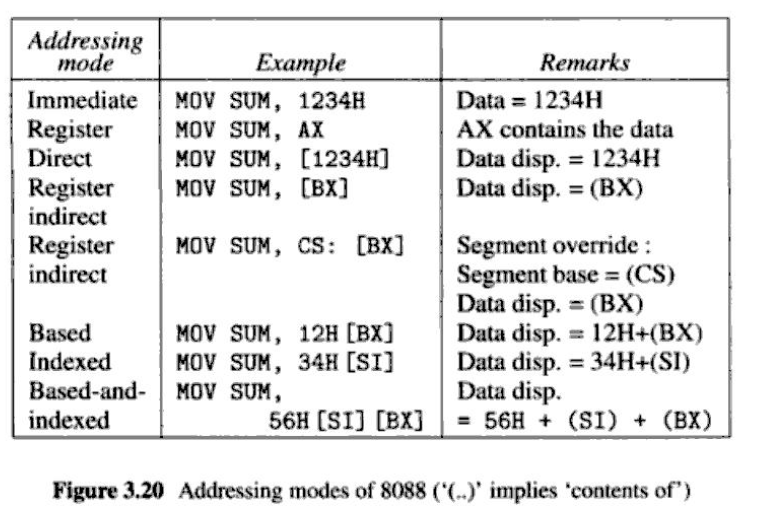 Addressing mode Example Remarks
Immediate MOV SUM, 1234H Data = 1234H
Register MOV SUM, AX AX contains the data
Direct MOV SUM, [1234H] Data disp. = 1234H
Register MOV SUM, [BX] Data disp. = (BX)
indirect
Register MOV SUM, CS: [BX] Segment override :
indirect Segment base = (CS)
Data disp. = (BX)
Based MOV SUM, 12H [BX] Data disp. = 12H+(BX)
Indexed MOV SUM, 34H [SI] Data disp. = 34H+(SI)
Based-and- MOV SUM, Data disp.
indexed 56H [SI] [BX] = 56H + (SI) + (BX)
Figure 3.20 Addressing modes of 8088 (‘(..)’ implies ‘contents of’)